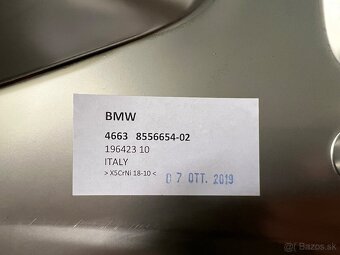 BMW
4663 8556654-02
196423 10
ITALY
> X5CrNi 18-10 <
07 OTT. 2019
Bazos.sk